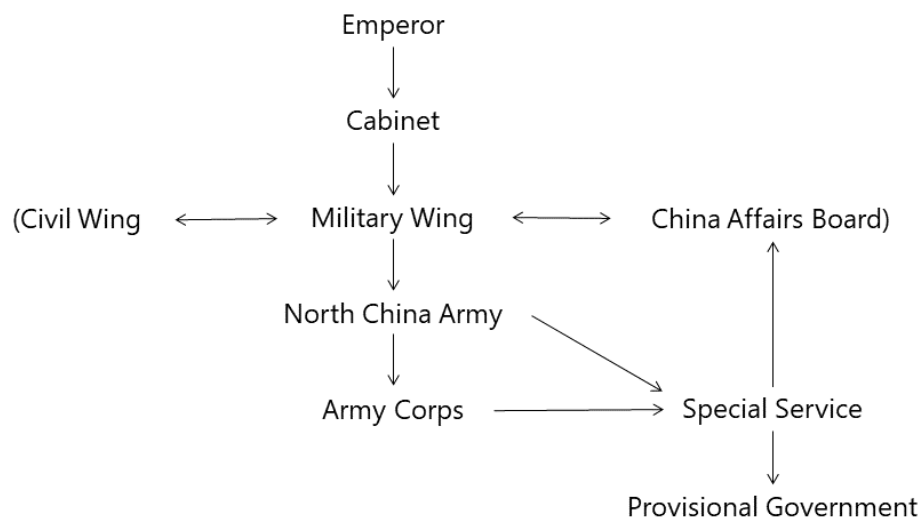 Emperor
Cabinet
(Civil Wing
Military Wing
China Affairs Board)
North China Army
Army Corps
Special Service
Provisional Government